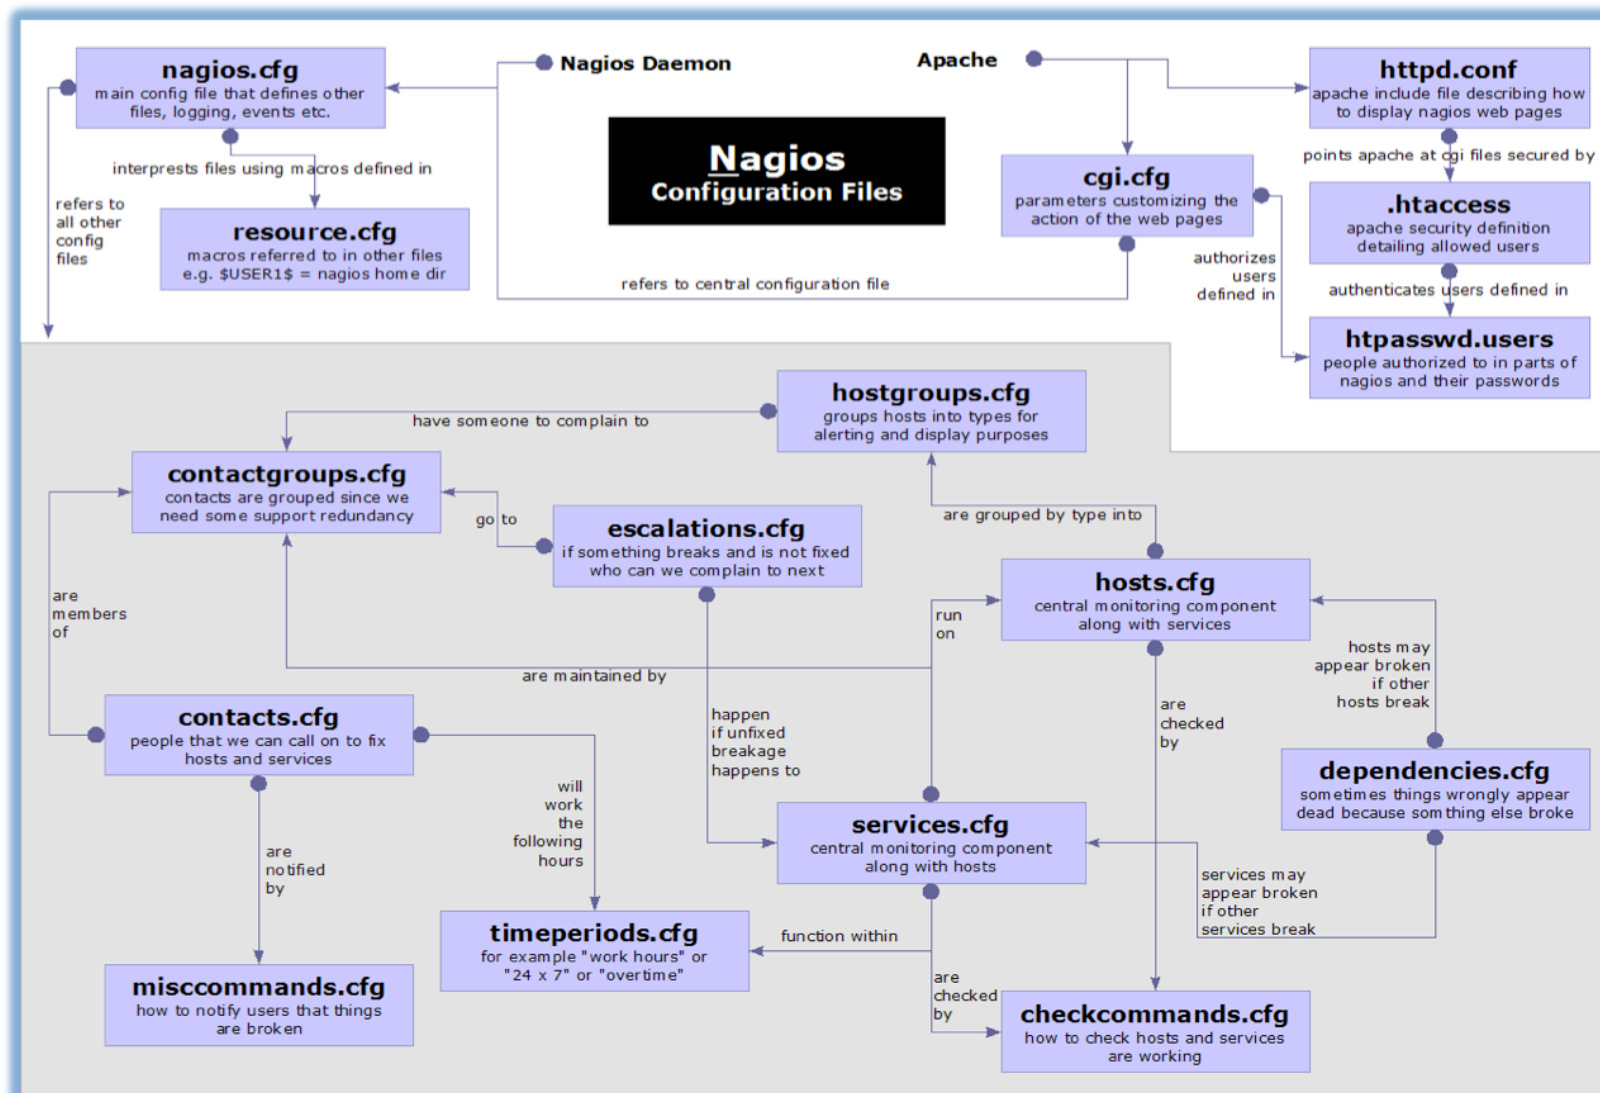 nagios.cfg
main config file that defines other
files, logging, events etc.
Nagios Daemon
Apache
httpd.conf
apache include file describing how
to display nagios web pages
interprests files using macros defined in
refers to
all other
config
files
resource.cfg
macros referred to in other files
e.g. $USER1$ = nagios home dir
Nagios
Configuration Files
cgi.cfg
parameters customizing the
action of the web pages
points apache at cgi files secured by
.htaccess
apache security definition
detailing allowed users
refers to central configuration file
authorizes
users
defined in
authenticates users defined in
htpasswd.users
people authorized to in parts of
nagios and their passwords
hostgroups.cfg
groups hosts into types for
alerting and display purposes
have someone to complain to
contactgroups.cfg
contacts are grouped since we
need some support redundancy
go to
escalations.cfg
if something breaks and is not fixed
who can we complain to next
are grouped by type into
hosts.cfg
central monitoring component
along with services
are
members
of
run
on
are maintained by
hosts may
appear broken
if other
hosts break
contacts.cfg
people that we can call on to fix
hosts and services
happen
if unfixed
breakage
happens to
are
checked
by
dependencies.cfg
sometimes things wrongly appear
dead because somthing else broke
will
work
the
following
hours
services.cfg
central monitoring component
along with hosts
are
notified
by
services may
appear broken
if other
services break
timeperiods.cfg
for example "work hours" or
"24 x 7" or "overtime"
function within
are
checked
by
misccommands.cfg
how to notify users that things
are broken
checkcommands.cfg
how to check hosts and services
are working